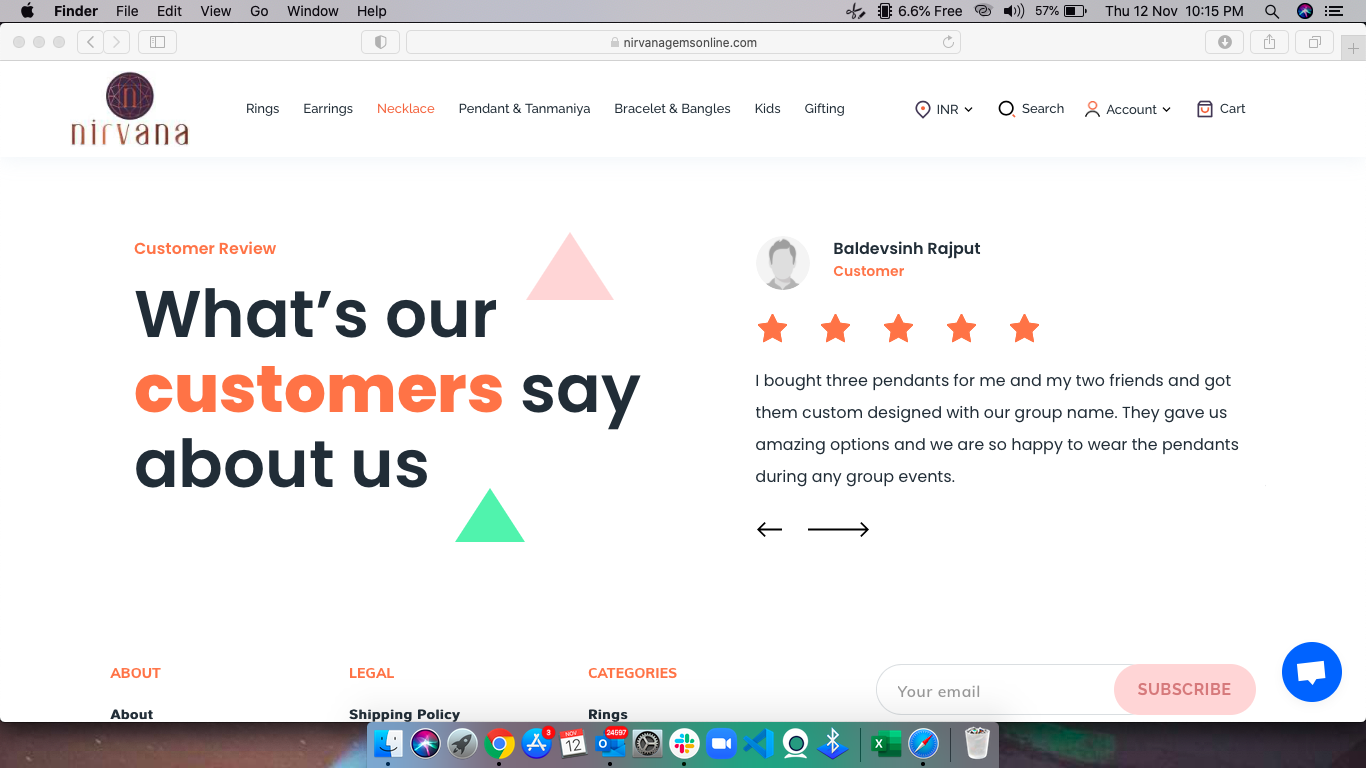 Finder File Edit View Go Window Help 6.6% Free 57% Thu 12 Nov 10:15 PM
nirvanagemsonline.com
n
nirvana
Rings Earrings Necklace Pendant & Tanmaniya Bracelet & Bangles Kids Gifting INR Search Account Cart
Customer Review
What's our
customers say
about us
Baldevsinh Rajput
Customer
I bought three pendants for me and my two friends and got
them custom designed with our group name. They gave us
amazing options and we are so happy to wear the pendants
during any group events.
ABOUT LEGAL CATEGORIES
About Shipping Policy Rings
Your email SUBSCRIBE
3 NOV 12 24597